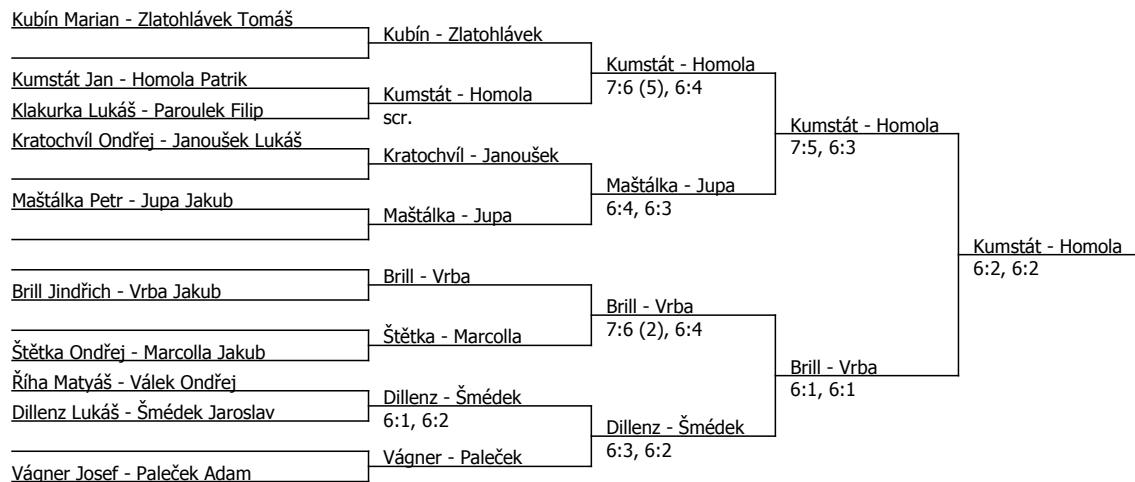 Kubín Marian - Zlatohlávek Tomáš
Kumstát Jan - Homola Patrik
Klakurka Lukáš - Paroulek Filip
Kratochvíl Ondřej - Janoušek Lukáš
Maštálka Petr - Jupa Jakub
Brill Jindřich - Vrba Jakub
Štětka Ondřej - Marcolla Jakub
Říha Matyáš - Válek Ondřej
Dillenz Lukáš - Šmédek Jaroslav
Vágner Josef - Paleček Adam
Kubín - Zlatohlávek
Kumstát - Homola
scr.
Kratochvíl - Janoušek
Maštálka - Jupa
Brill - Vrba
Štětka - Marcolla
Dillenz - Šmédek
6:1, 6:2
Vágner - Paleček
Kumstát - Homola
7:6 (5), 6:4
Maštálka - Jupa
6:4, 6:3
Brill - Vrba
7:6 (2), 6:4
Dillenz - Šmédek
6:3, 6:2
Kumstát - Homola
7:5, 6:3
Brill - Vrba
6:1, 6:1
Kumstát - Homola
6:2, 6:2